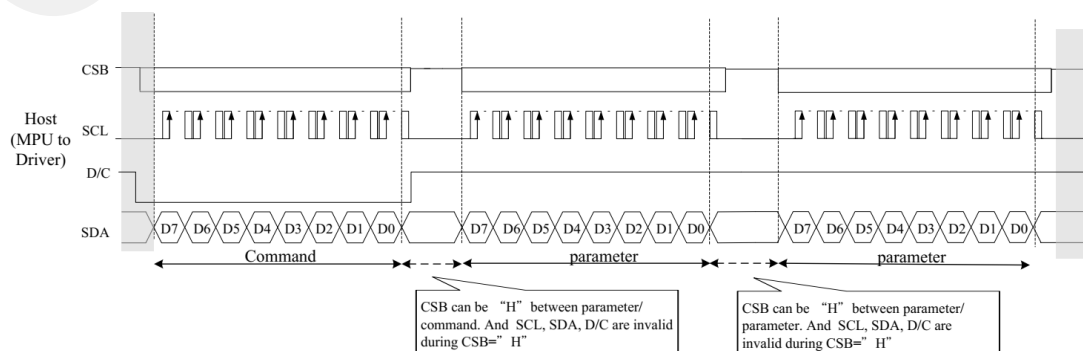 CSB
Host
(MPU to
Driver)
SCL
D/C
SDA
D7 D6 D5 D4 D3 D2 D1 D0
D7 D6 D5 D4 D3 D2 D1 D0
D7 D6 D5 D4 D3 D2 D1 D0
Command
parameter
parameter
CSB can be “H” between parameter/
command. And SCL, SDA, D/C are invalid
during CSB=” H”
CSB can be “H” between parameter/
parameter. And SCL, SDA, D/C are
invalid during CSB=” H”